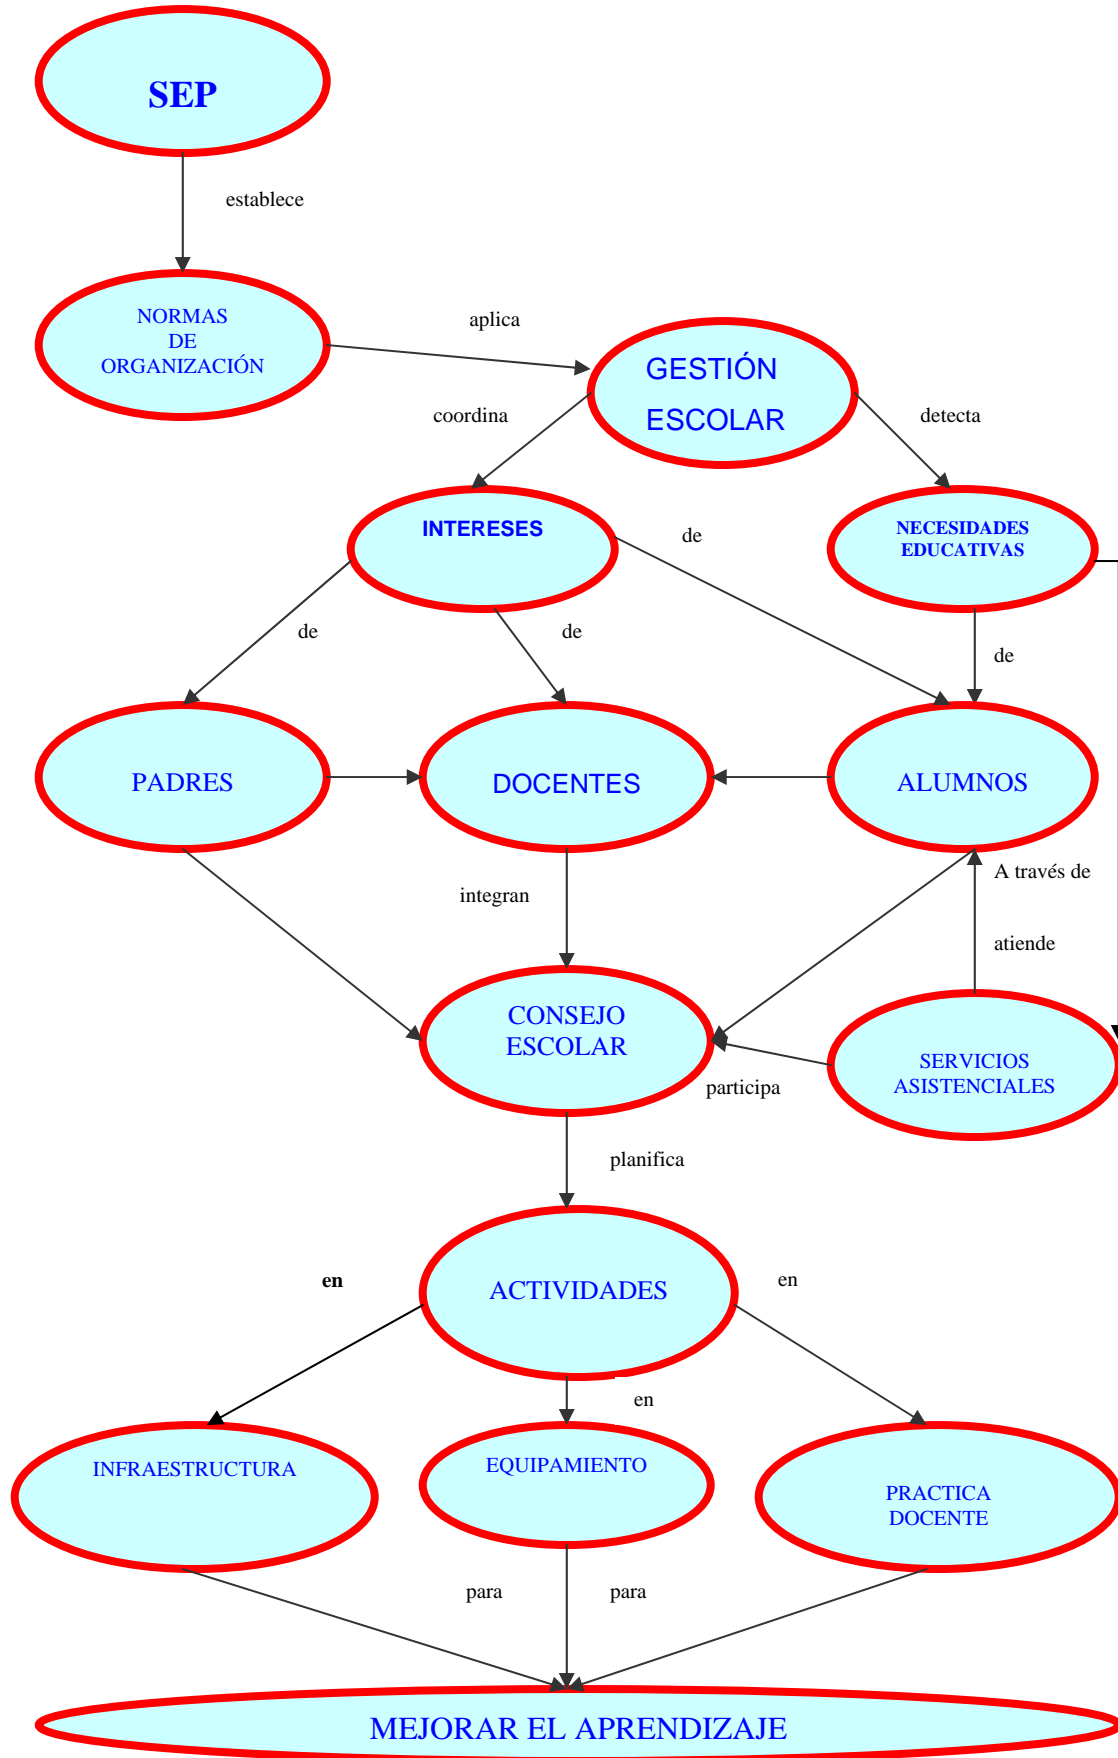 SEP
establece
NORMAS
DE
ORGANIZACIÓN
aplica
GESTIÓN
ESCOLAR
coordina
detecta
INTERESES
de
NECESIDADES
EDUCATIVAS
de
de
de
PADRES
DOCENTES
ALUMNOS
A través de
integran
atiende
CONSEJO
ESCOLAR
SERVICIOS
ASISTENCIALES
participa
planifica
en
en
ACTIVIDADES
en
INFRAESTRUCTURA
EQUIPAMIENTO
PRACTICA
DOCENTE
para
para
MEJORAR EL APRENDIZAJE